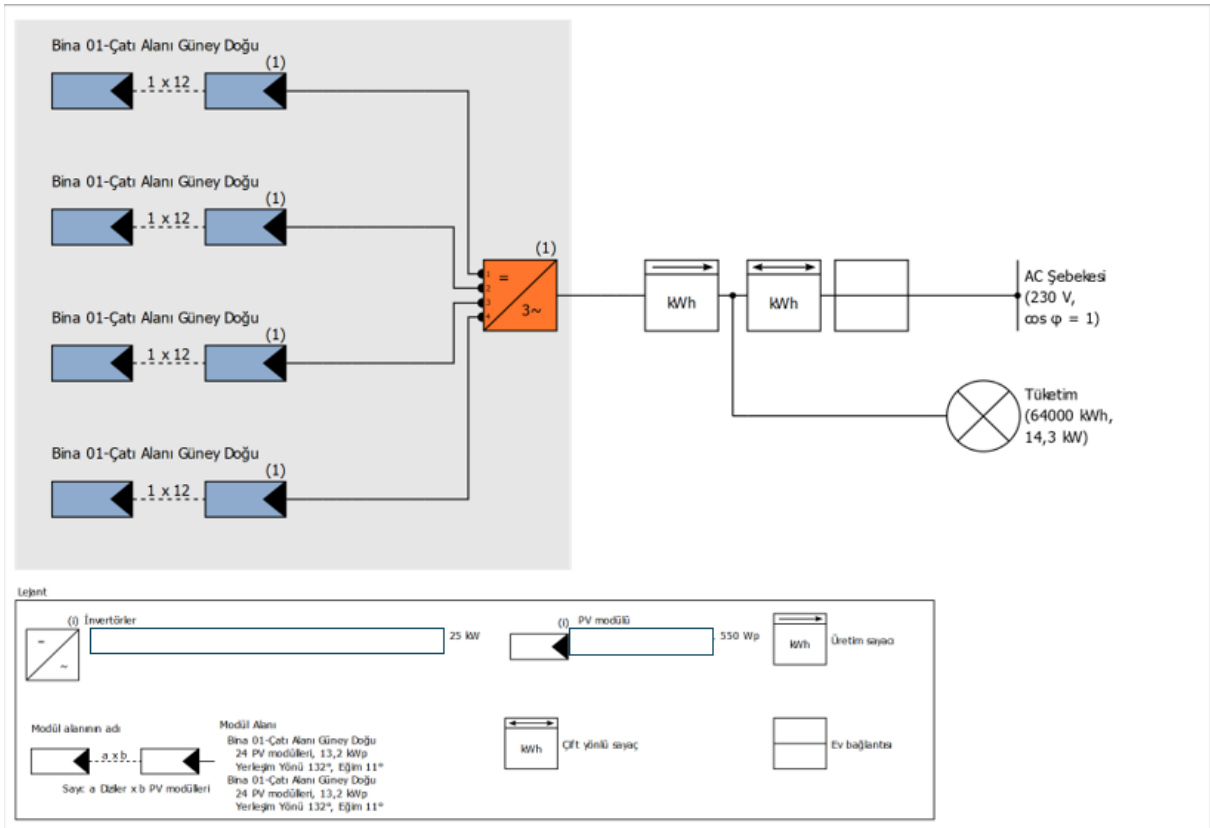 Bina 01-Çatı Alanı Güney Doğu
(1)
1 x 12
Bina 01-Çatı Alanı Güney Doğu
(1)
1 x 12
Bina 01-Çatı Alanı Güney Doğu
(1)
1 x 12
Bina 01-Çatı Alanı Güney Doğu
(1)
1 x 12
(1)
1
2
3
4
=
3~
kWh
kWh
AC Şebekesi
(230 V,
cos φ = 1)
Tüketim
(64000 kWh,
14,3 kW)
Lejant
(i) İnvertörler
25 kW
(i) PV modülü
550 Wp
kWh
Üretim sayacı
Modül alanının adı
a x b
Sayı: a Diziler x b PV modülleri
Modül Alanı
Bina 01-Çatı Alanı Güney Doğu
24 PV modülleri, 13,2 kWp
Yerleşim Yönü 132°, Eğim 11°
Bina 01-Çatı Alanı Güney Doğu
24 PV modülleri, 13,2 kWp
Yerleşim Yönü 132°, Eğim 11°
kWh
Çift yönlü sayaç
Ev bağlantısı